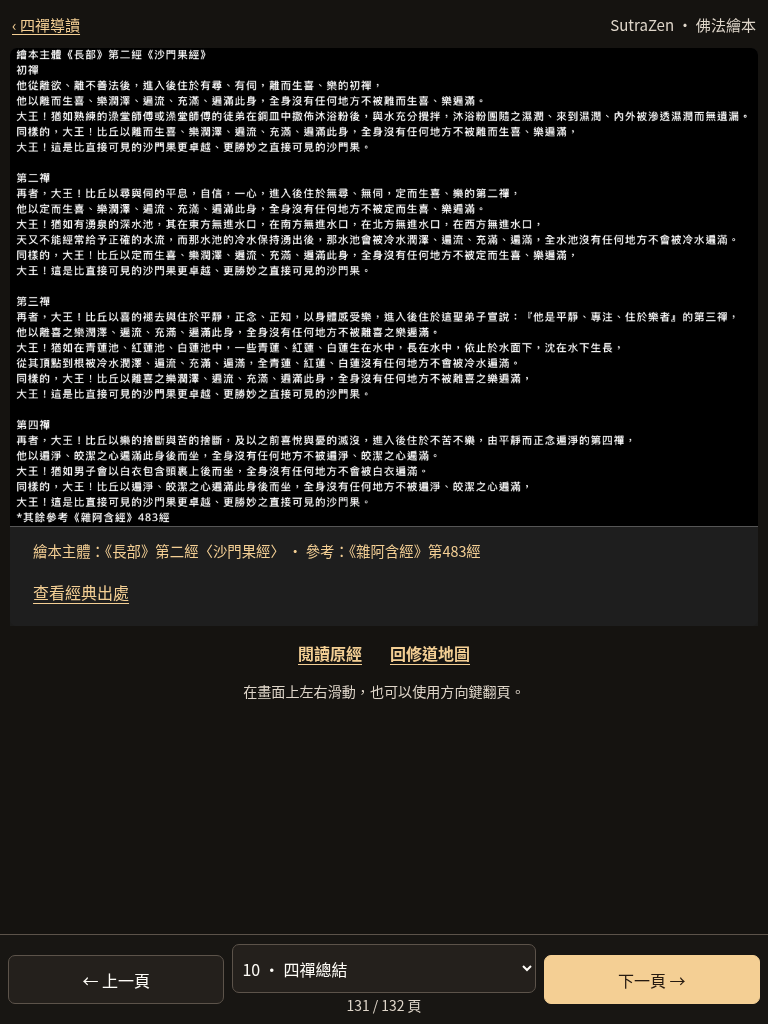 ‹ 四禪導讀
SutraZen · 佛法繪本
繪本主體《長部》第二經《沙門果經》
初禪
他從離欲、離不善法後，進入後住於有尋、有伺，離而生喜、樂的初禪，
他以離而生喜、樂潤澤、遍流、充滿、遍滿此身，全身沒有任何地方不被離而生喜、樂遍滿。
大王！猶如熟練的澡堂師傅或澡堂師傅的徒弟在銅皿中撒佈沐浴粉後，與水充分攪拌，沐浴粉團隨之濕潤、來到濕潤、內外被滲透濕潤而無遺漏。
同樣的，大王！比丘以離而生喜、樂潤澤、遍流、充滿、遍滿此身，全身沒有任何地方不被離而生喜、樂遍滿，
大王！這是比直接可見的沙門果更卓越、更勝妙之直接可見的沙門果。
第二禪
再者，大王！比丘以尋與伺的平息，自信，一心，進入後住於無尋、無伺，定而生喜、樂的第二禪，
他以定而生喜、樂潤澤、遍流、充滿、遍滿此身，全身沒有任何地方不被定而生喜、樂遍滿。
大王！猶如有湧泉的深水池，其在東方無進水口，在南方無進水口，在北方無進水口，在西方無進水口，
天又不能經常給予正確的水流，而那水池的冷水保持湧出後，那水池會被冷水潤澤、遍流、充滿、遍滿，全水池沒有任何地方不會被冷水遍滿。
同樣的，大王！比丘以定而生喜、樂潤澤、遍流、充滿、遍滿此身，全身沒有任何地方不被定而生喜、樂遍滿，
大王！這是比直接可見的沙門果更卓越、更勝妙之直接可見的沙門果。
第三禪
再者，大王！比丘以喜的褪去與住於平靜，正念、正知，以身體感受樂，進入後住於這聖弟子宣說：『他是平靜、專注、住於樂者』的第三禪，
他以離喜之樂潤澤、遍流、充滿、遍滿此身，全身沒有任何地方不被離喜之樂遍滿。
大王！猶如在青蓮池、紅蓮池、白蓮池中，一些青蓮、紅蓮、白蓮生在水中，長在水中，依止於水面下，沈在水下生長，
從其頂點到根被冷水潤澤、遍流、充滿、遍滿，全青蓮、紅蓮、白蓮沒有任何地方不會被冷水遍滿。
同樣的，大王！比丘以離喜之樂潤澤、遍流、充滿、遍滿此身，全身沒有任何地方不被離喜之樂遍滿，
大王！這是比直接可見的沙門果更卓越、更勝妙之直接可見的沙門果。
第四禪
再者，大王！比丘以樂的捨斷與苦的捨斷，及以之前喜悅與憂的滅沒，進入後住於不苦不樂，由平靜而正念遍淨的第四禪，
他以遍淨、皎潔之心遍滿此身後而坐，全身沒有任何地方不被遍淨、皎潔之心遍滿。
大王！猶如男子會以白衣包含頭裹上後而坐，全身沒有任何地方不會被白衣遍滿。
同樣的，大王！比丘以遍淨、皎潔之心遍滿此身後而坐，全身沒有任何地方不被遍淨、皎潔之心遍滿，
大王！這是比直接可見的沙門果更卓越、更勝妙之直接可見的沙門果。
*其餘參考《雜阿含經》483經
繪本主體：《長部》第二經〈沙門果經〉 · 參考：《雜阿含經》第483經
查看經典出處
閱讀原經
回修道地圖
在畫面上左右滑動，也可以使用方向鍵翻頁。
← 上一頁
10 · 四禪總結
下一頁 →
131 / 132 頁